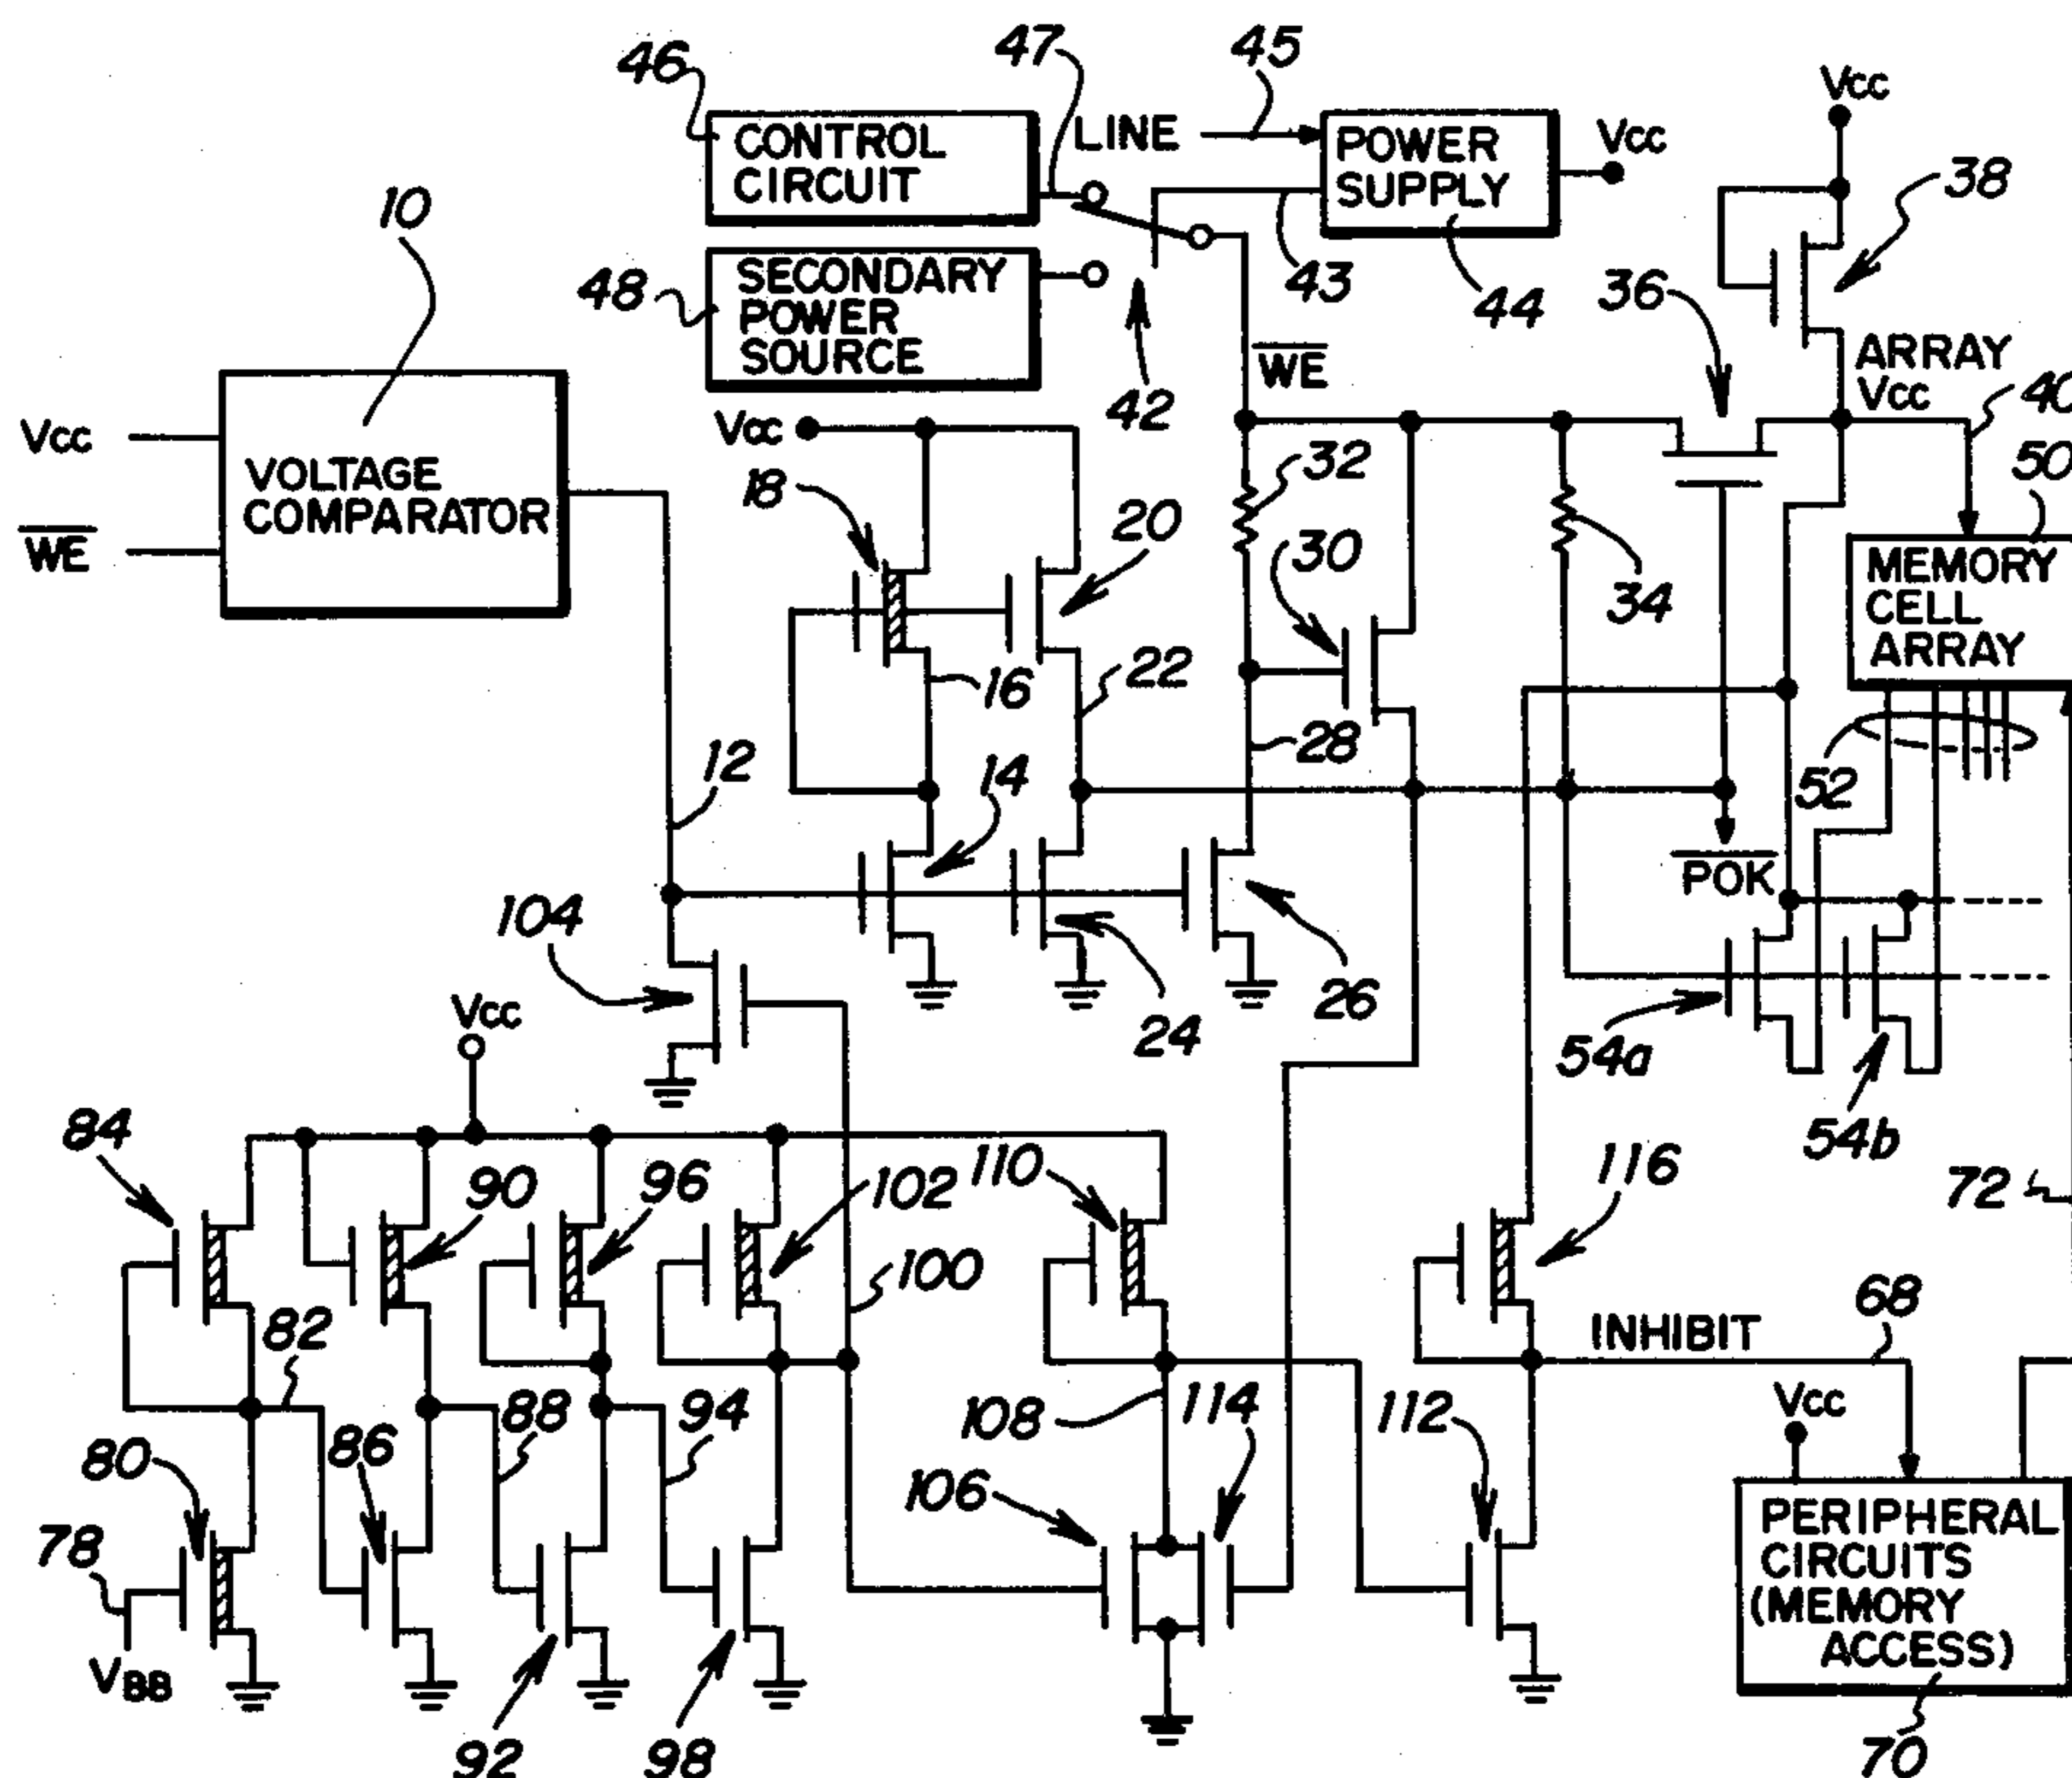 46
47
45
Vcc
CONTROL
CIRCUIT
LINE
POWER
SUPPLY
Vcc
38
10
48
SECONDARY
POWER
SOURCE
43
44
36
W̅E̅
42
ARRAY
Vcc
Vcc
VOLTAGE
COMPARATOR
Vcc
40
W̅E̅
18
20
32
30
34
50
MEMORY
CELL
ARRAY
16
22
28
12
14
52
P̅O̅K̅
104
24
26
54a
54b
Vcc
84
90
96
102
110
116
72
100
82
INHIBIT
68
80
86
88
94
108
114
112
Vcc
78
106
PERIPHERAL
CIRCUITS
(MEMORY
ACCESS)
VBB
92
98
70